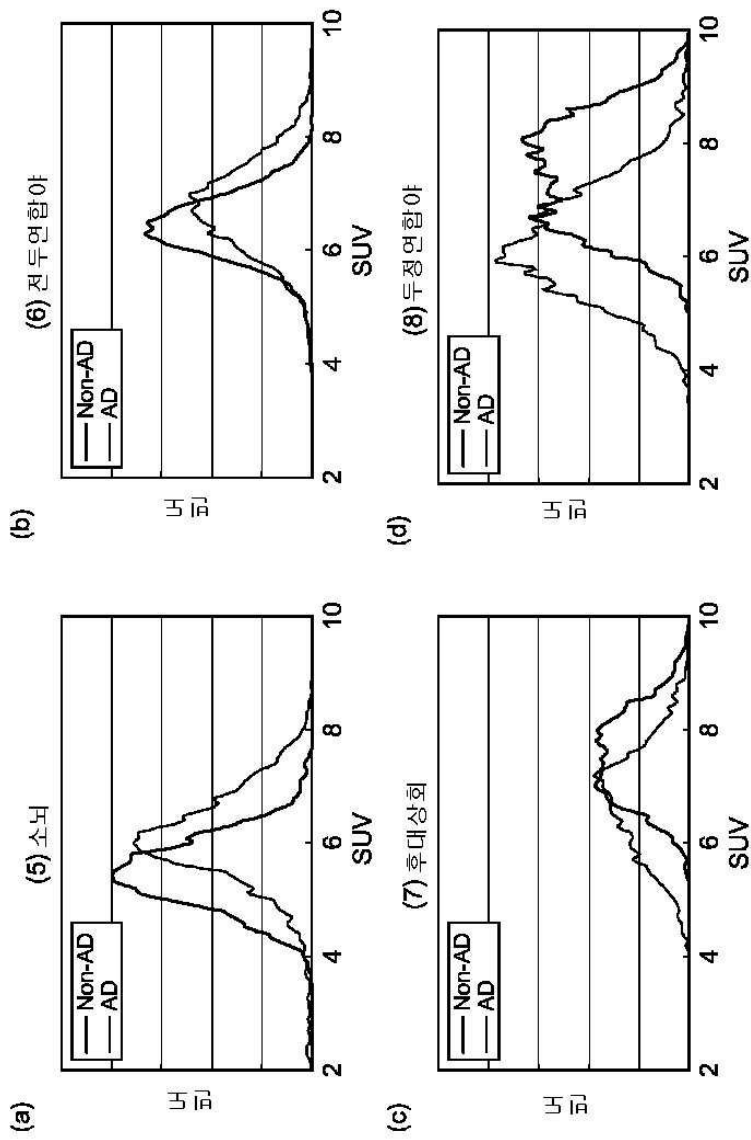 (a)
(5) 소뇌
Non-AD
AD
빈도
2 4 6 8 10
SUV
(b)
(6) 전두연합야
Non-AD
AD
빈도
2 4 6 8 10
SUV
(c)
(7) 후대상회
Non-AD
AD
빈도
2 4 6 8 10
SUV
(d)
(8) 두정연합야
Non-AD
AD
빈도
2 4 6 8 10
SUV